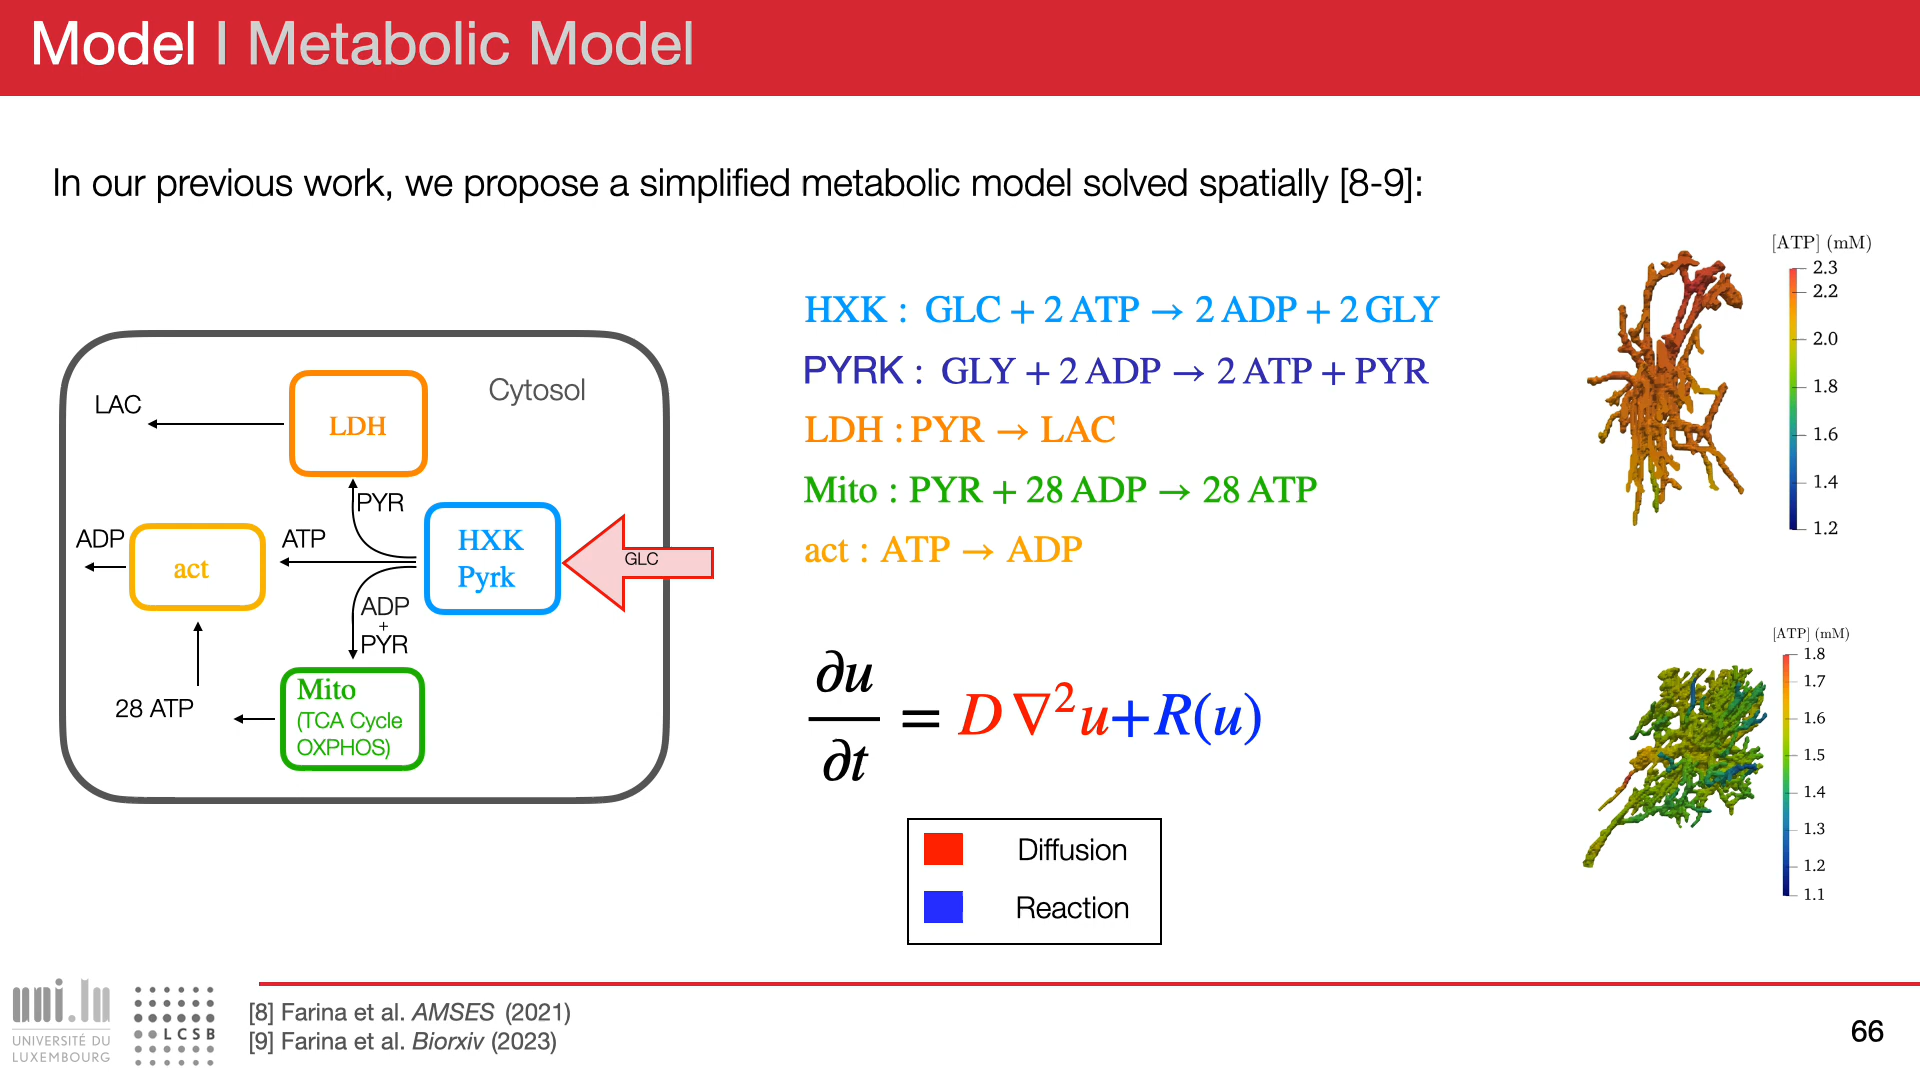 Model | Metabolic Model
In our previous work, we propose a simplified metabolic model solved spatially [8-9]:
Cytosol
LAC
LDH
PYR
ADP
act
ATP
HXK
Pyrk
GLC
ADP
+
PYR
28 ATP
Mito
(TCA Cycle
OXPHOS)
HXK : GLC + 2 ATP → 2 ADP + 2 GLY
PYRK : GLY + 2 ADP → 2 ATP + PYR
LDH : PYR → LAC
Mito : PYR + 28 ADP → 28 ATP
act : ATP → ADP
∂u/∂t = D ∇²u+R(u)
Diffusion
Reaction
[ATP] (mM)
2.3
2.2
2.0
1.8
1.6
1.4
1.2
[ATP] (mM)
1.8
1.7
1.6
1.5
1.4
1.3
1.2
1.1
uni.lu
UNIVERSITÉ DU
LUXEMBOURG
LCSB
[8] Farina et al. AMSES (2021)
[9] Farina et al. Biorxiv (2023)
66